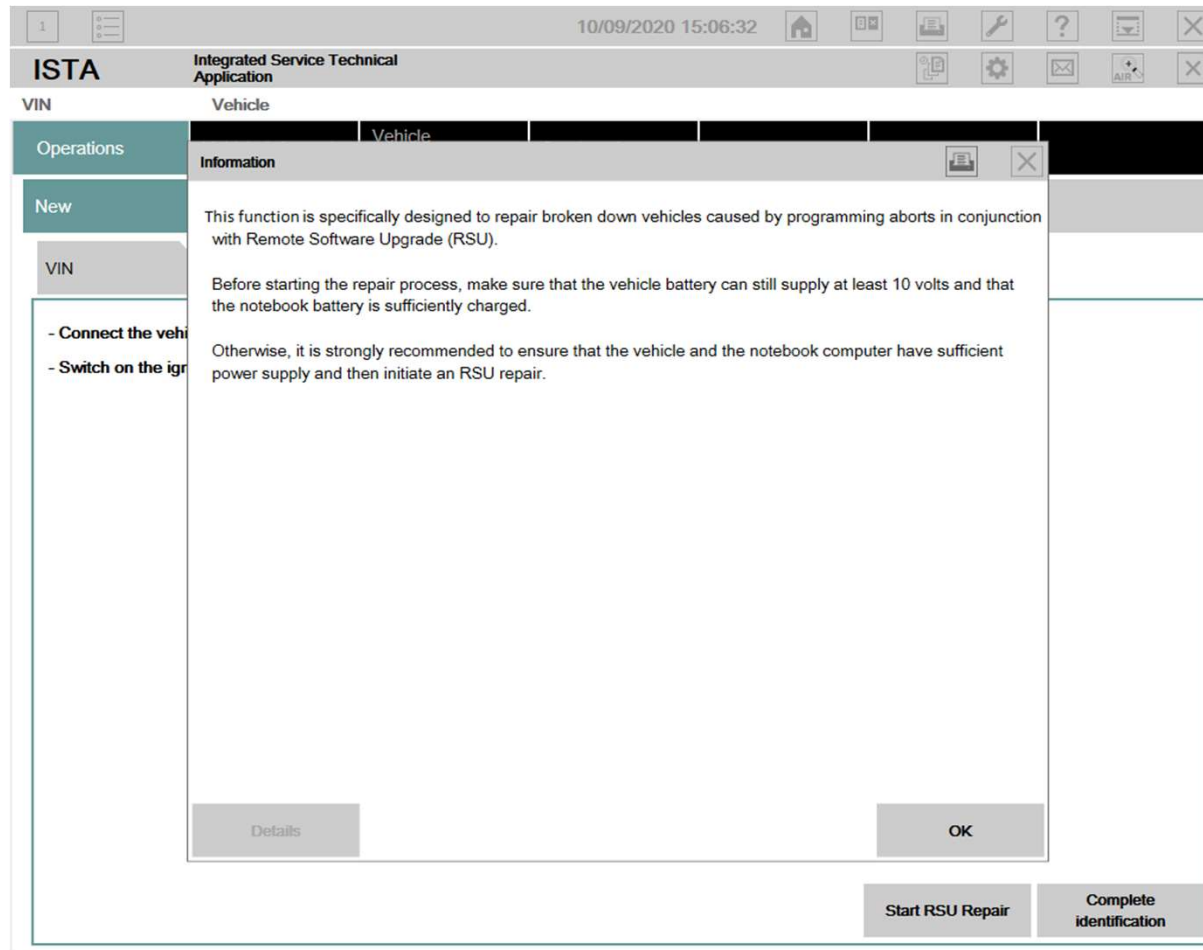 1
10/09/2020 15:06:32
?
ISTA
Integrated Service Technical
Application
AIR
VIN
Vehicle
Operations
Vehicle
Information
New
This function is specifically designed to repair broken down vehicles caused by programming aborts in conjunction
with Remote Software Upgrade (RSU).
VIN
Before starting the repair process, make sure that the vehicle battery can still supply at least 10 volts and that
the notebook battery is sufficiently charged.
- Connect the vehi
Otherwise, it is strongly recommended to ensure that the vehicle and the notebook computer have sufficient
- Switch on the igr
power supply and then initiate an RSU repair.
Details
OK
Start RSU Repair
Complete
identification